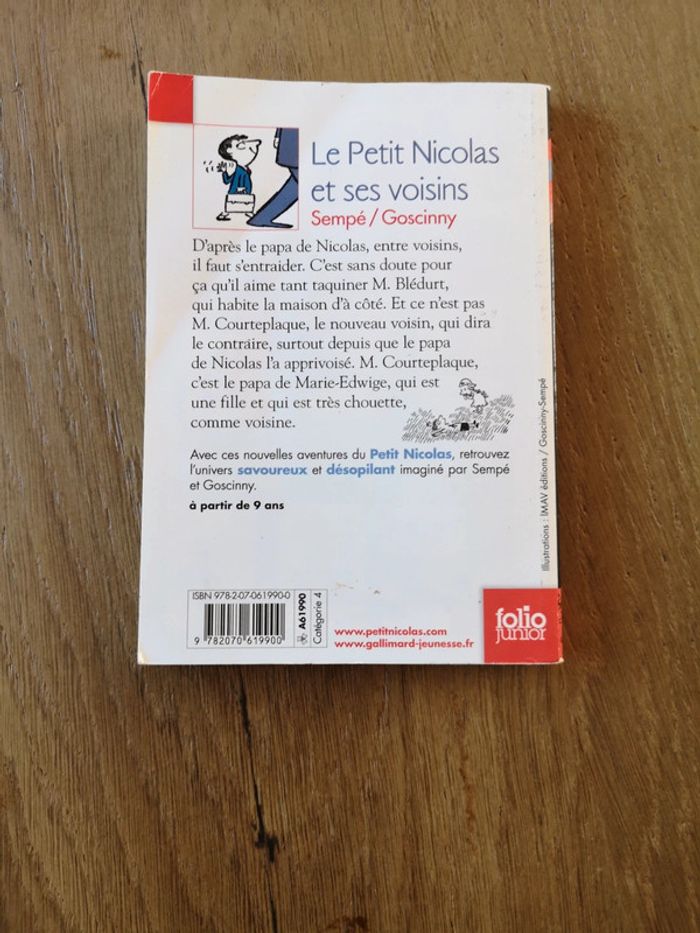 Le Petit Nicolas
et ses voisins
Sempé / Goscinny
D'après le papa de Nicolas, entre voisins,
il faut s'entraider. C'est sans doute pour
ça qu'il aime tant taquiner M. Blédurt,
qui habite la maison d'à côté. Et ce n'est pas
M. Courteplaque, le nouveau voisin, qui dira
le contraire, surtout depuis que le papa
de Nicolas l'a apprivoisé. M. Courteplaque,
c'est le papa de Marie-Edwige, qui est
une fille et qui est très chouette,
comme voisine.
Avec ces nouvelles aventures du Petit Nicolas, retrouvez
l'univers savoureux et désopilant imaginé par Sempé
et Goscinny.
à partir de 9 ans
Illustrations : IMAV éditions / Goscinny-Sempé
ISBN 978-2-07-061990-0
9 782070 619900
A61990
Catégorie 4
www.petitnicolas.com
www.gallimard-jeunesse.fr
folio
junior